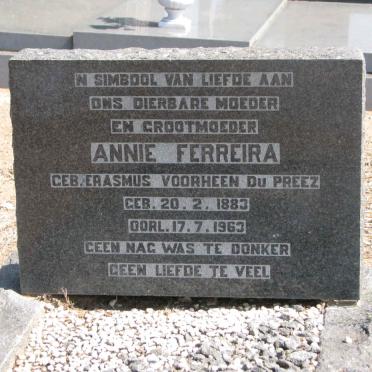 'N SIMBOOL VAN LIEFDE AAN
ONS DIERBARE MOEDER
EN GROOTMOEDER
ANNIE FERREIRA
GEB. ERASMUS VOORHEEN DU PREEZ
GEB. 20. 2. 1883
OORL. 17. 7. 1963
GEEN NAG WAS TE DONKER
GEEN LIEFDE TE VEEL